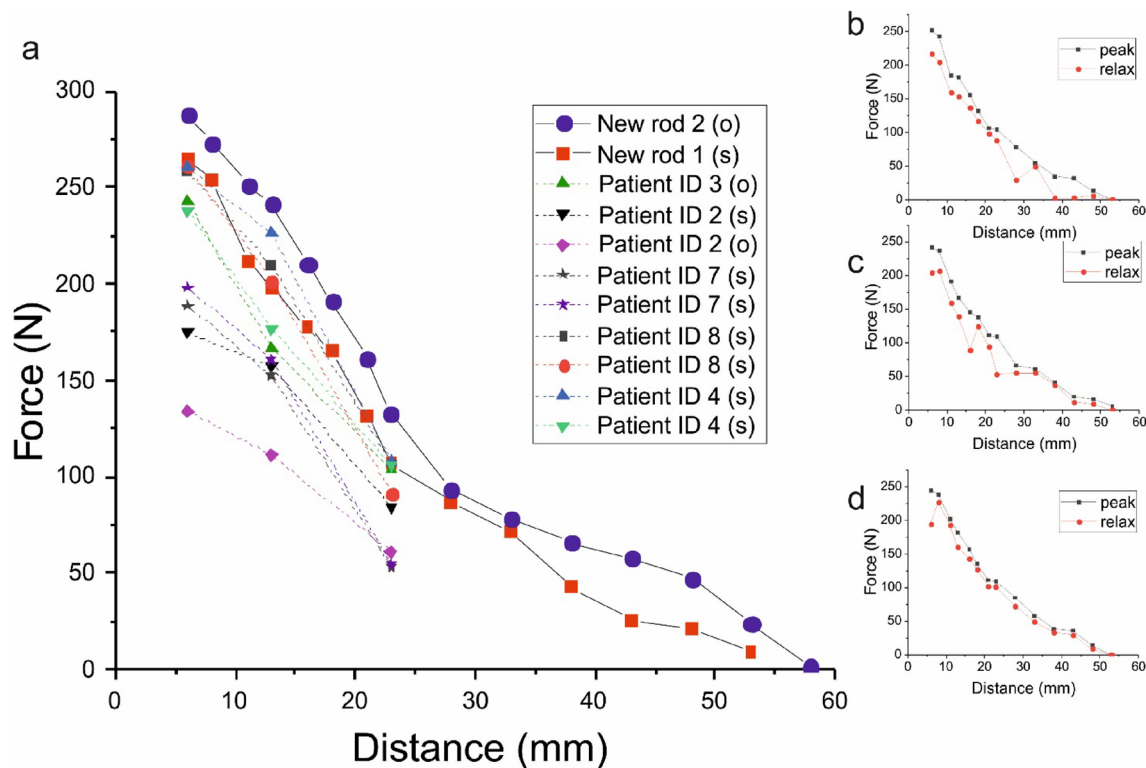 a
300
250
200
150
100
50
0
Force (N)
0
10
20
30
40
50
60
Distance (mm)
New rod 2 (o)
New rod 1 (s)
Patient ID 3 (o)
Patient ID 2 (s)
Patient ID 2 (o)
Patient ID 7 (s)
Patient ID 7 (s)
Patient ID 8 (s)
Patient ID 8 (s)
Patient ID 4 (s)
Patient ID 4 (s)
b
250
200
150
100
50
0
Force (N)
peak
relax
0
10
20
30
40
50
60
Distance (mm)
c
250
200
150
100
50
0
Force (N)
peak
relax
0
10
20
30
40
50
60
Distance (mm)
d
250
200
150
100
50
0
Force (N)
peak
relax
0
10
20
30
40
50
60
Distance (mm)